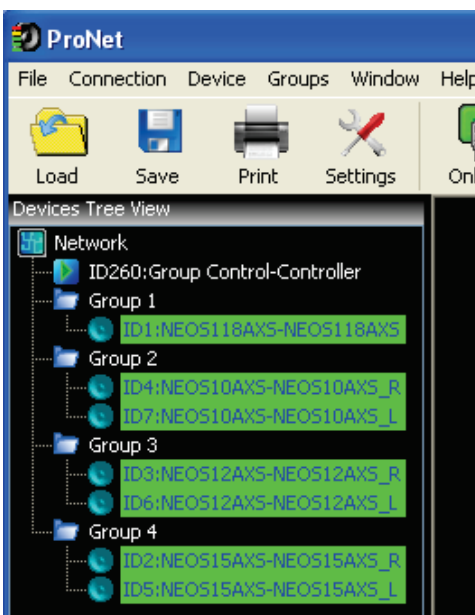 ProNet
File Connection Device Groups Window Help
Load Save Print Settings
Devices Tree View
Network
ID260:Group Control-Controller
Group 1
ID1:NEOS118AXS-NEOS118AXS
Group 2
ID4:NEOS10AXS-NEOS10AXS_R
ID7:NEOS10AXS-NEOS10AXS_L
Group 3
ID3:NEOS12AXS-NEOS12AXS_R
ID6:NEOS12AXS-NEOS12AXS_L
Group 4
ID2:NEOS15AXS-NEOS15AXS_R
ID5:NEOS15AXS-NEOS15AXS_L